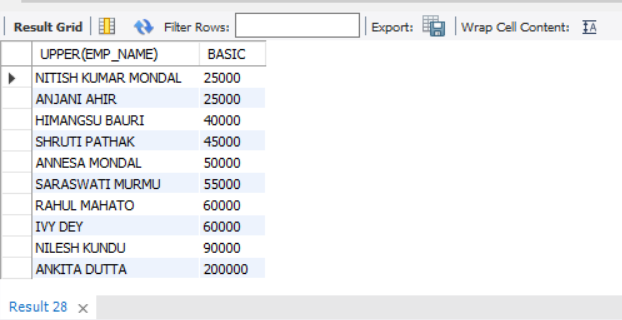 Result Grid Filter Rows: Export: Wrap Cell Content: IA
UPPER(EMP_NAME) BASIC
NITISH KUMAR MONDAL 25000
ANJANI AHIR 25000
HIMANGSU BAURI 40000
SHRUTI PATHAK 45000
ANNESA MONDAL 50000
SARASWATI MURMU 55000
RAHUL MAHATO 60000
IVY DEY 60000
NILESH KUNDU 90000
ANKITA DUTTA 200000
Result 28